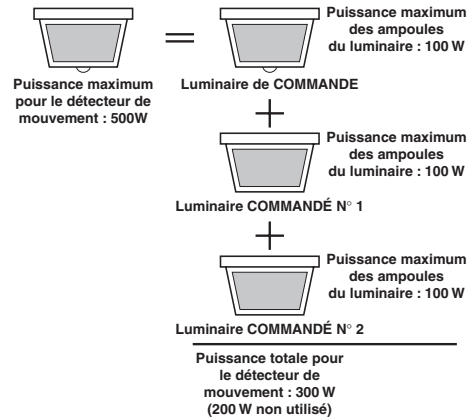 Puissance maximum
pour le détecteur de
mouvement : 500W
=
Puissance maximum
des ampoules
du luminaire : 100 W
Luminaire de COMMANDE
+
Puissance maximum
des ampoules
du luminaire : 100 W
Luminaire COMMANDÉ N° 1
+
Puissance maximum
des ampoules
du luminaire : 100 W
Luminaire COMMANDÉ N° 2
Puissance totale pour
le détecteur de
mouvement : 300 W
(200 W non utilisé)